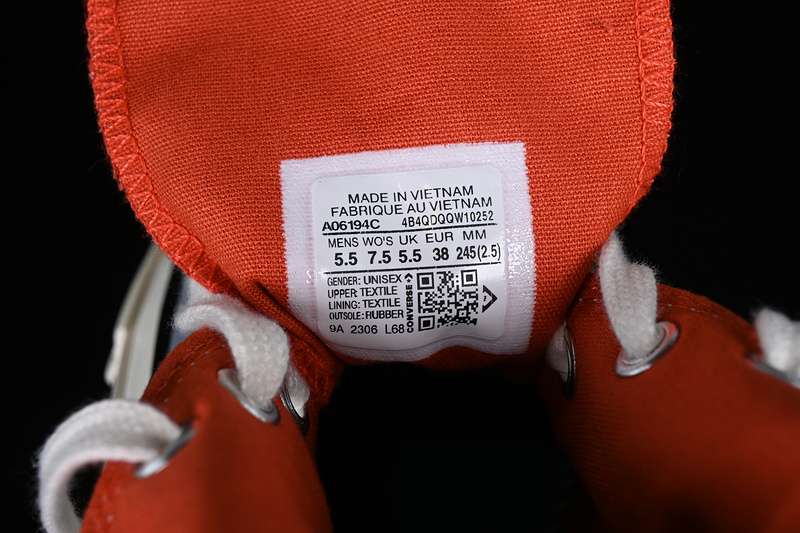 MADE IN VIETNAM
FABRIQUE AU VIETNAM
A06194C 4B4QDQQW10252
MENS WO'S UK EUR MM
5.5 7.5 5.5 38 245(2.5)
GENDER: UNISEX
UPPER: TEXTILE
LINING: TEXTILE
OUTSOLE: RUBBER
9A 2306 L68
CONVERSE